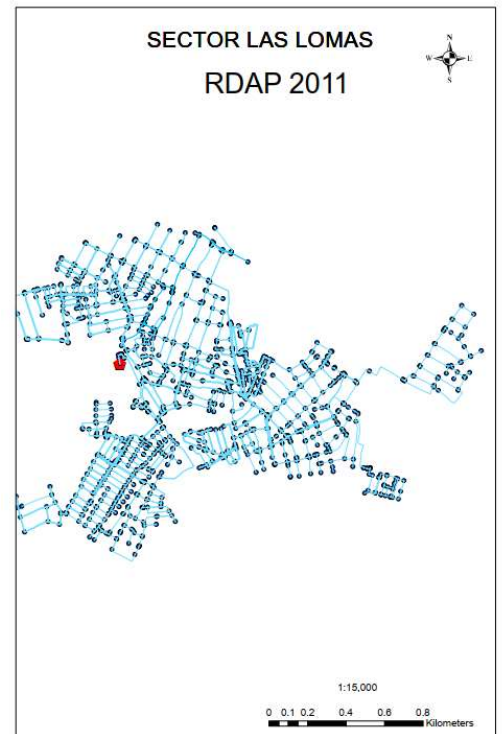 SECTOR LAS LOMAS
RDAP 2011
N
W E
S
1:15,000
0 0.1 0.2 0.4 0.6 0.8
Kilometers